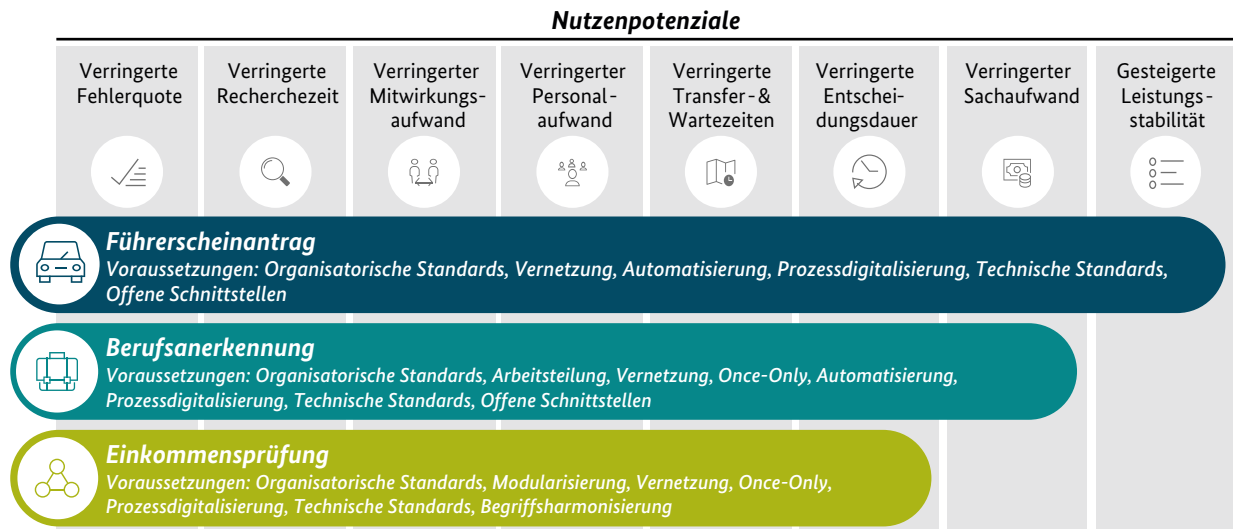 Nutzenpotenziale
Verringerte
Fehlerquote
Verringerte
Recherchezeit
Verringerter
Mitwirkungs-
aufwand
Verringerter
Personal-
aufwand
Verringerte
Transfer-&
Wartezeiten
Verringerte
Entschei-
dungsdauer
Verringerter
Sachaufwand
Gesteigerte
Leistungs-
stabilität
Führerscheinantrag
Voraussetzungen: Organisatorische Standards, Vernetzung, Automatisierung, Prozessdigitalisierung, Technische Standards,
Offene Schnittstellen
Berufsanerkennung
Voraussetzungen: Organisatorische Standards, Arbeitsteilung, Vernetzung, Once-Only, Automatisierung,
Prozessdigitalisierung, Technische Standards, Offene Schnittstellen
Einkommensprüfung
Voraussetzungen: Organisatorische Standards, Modularisierung, Vernetzung, Once-Only,
Prozessdigitalisierung, Technische Standards, Begriffsharmonisierung